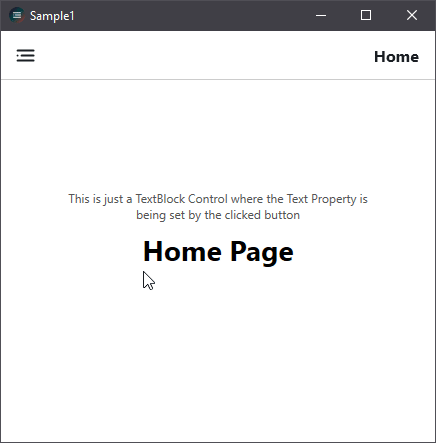 Sample1
Home
This is just a TextBlock Control where the Text Property is
being set by the clicked button
Home Page